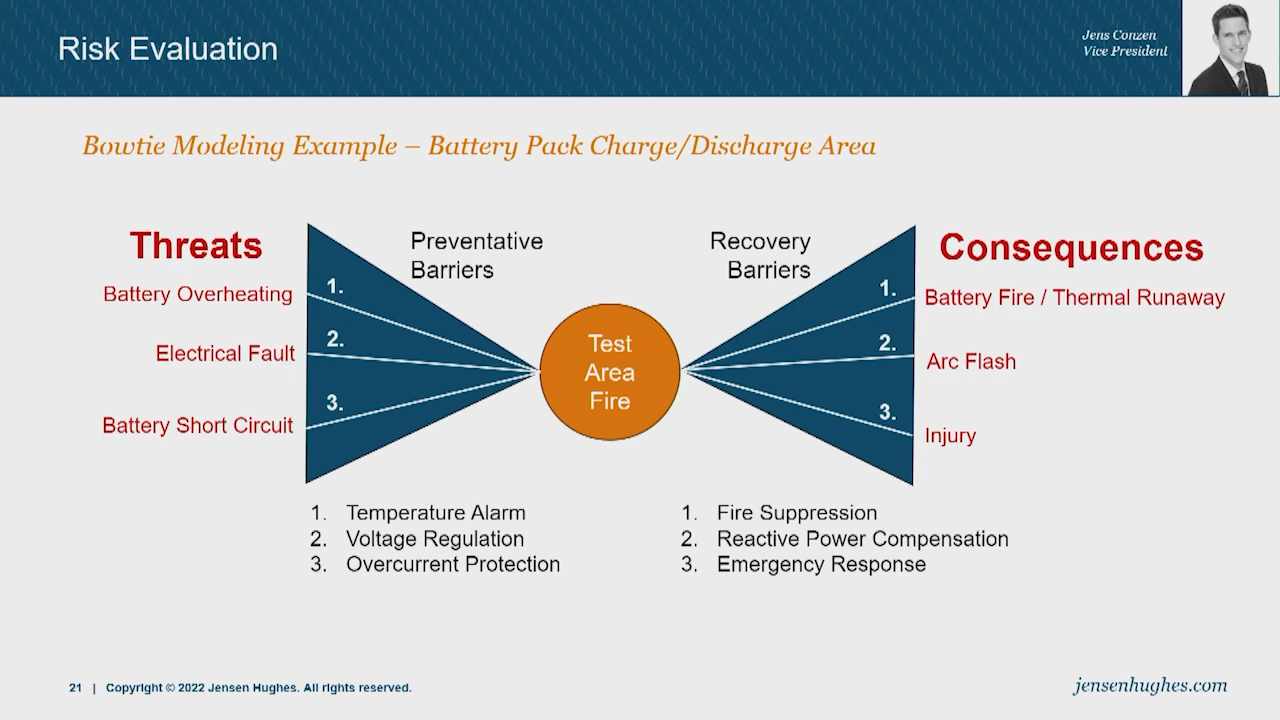 Risk Evaluation
Jens Conzen
Vice President
Bowtie Modeling Example – Battery Pack Charge/Discharge Area
Threats
Battery Overheating
Electrical Fault
Battery Short Circuit
1.
2.
3.
Preventative
Barriers
Test
Area
Fire
Recovery
Barriers
1.
2.
3.
Consequences
Battery Fire / Thermal Runaway
Arc Flash
Injury
1. Temperature Alarm
2. Voltage Regulation
3. Overcurrent Protection
1. Fire Suppression
2. Reactive Power Compensation
3. Emergency Response
21 | Copyright © 2022 Jensen Hughes. All rights reserved.
jensenhughes.com